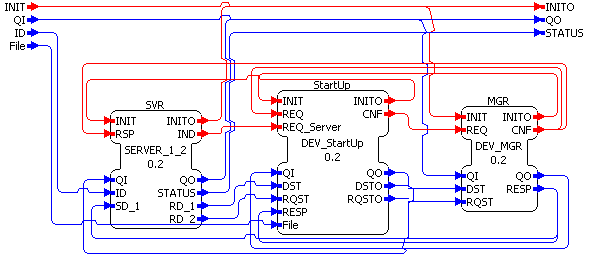 INIT INITO
QI QO
ID STATUS
File
StartUp
SVR
MGR
INIT INITO
REQ CNF
REQ_Server
DEV_StartUp
0.2
QI QO
DST DSTO
RQST RQSTO
RESP
File
INIT INITO
RSP IND
SERVER_1_2
0.2
QI QO
ID STATUS
SD_1 RD_1
RD_2
INIT INITO
REQ CNF
DEV_MGR
0.2
QI QO
DST RESP
RQST